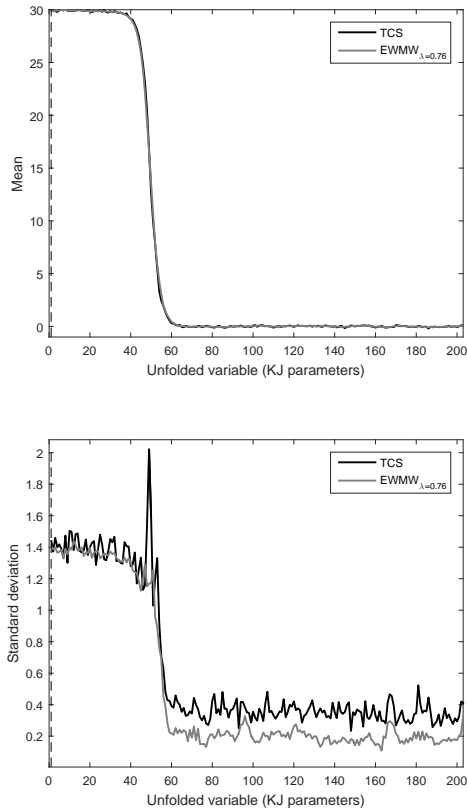 30
25
20
15
10
5
0
Mean
TCS
EWMW λ=0.76
0 20 40 60 80 100 120 140 160 180 200
Unfolded variable (KJ parameters)
2
1.8
1.6
1.4
1.2
1
0.8
0.6
0.4
0.2
Standard deviation
TCS
EWMW λ=0.76
0 20 40 60 80 100 120 140 160 180 200
Unfolded variable (KJ parameters)